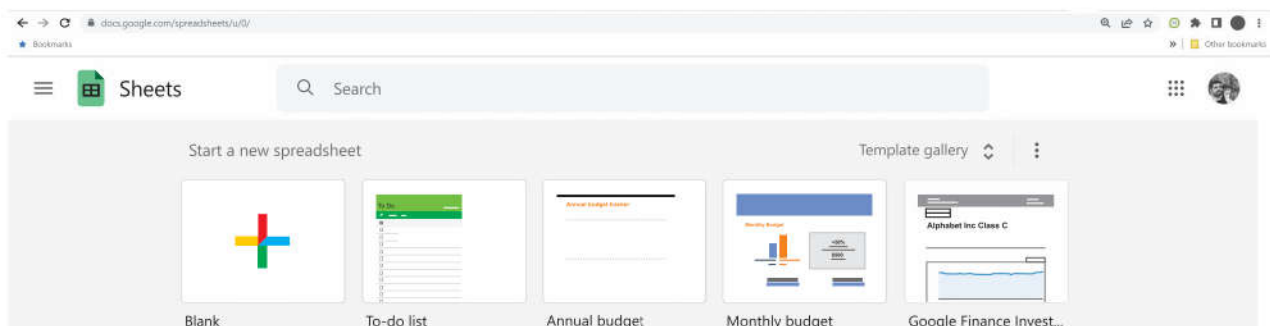 docs.google.com/spreadsheets/u/0/
Bookmarks
» Other bookmarks
Sheets
Search
Start a new spreadsheet
Template gallery
To Do
Annual budget tracker
Monthly Budget
Alphabet Inc Class C
Blank
To-do list
Annual budget
Monthly budget
Google Finance Invest...